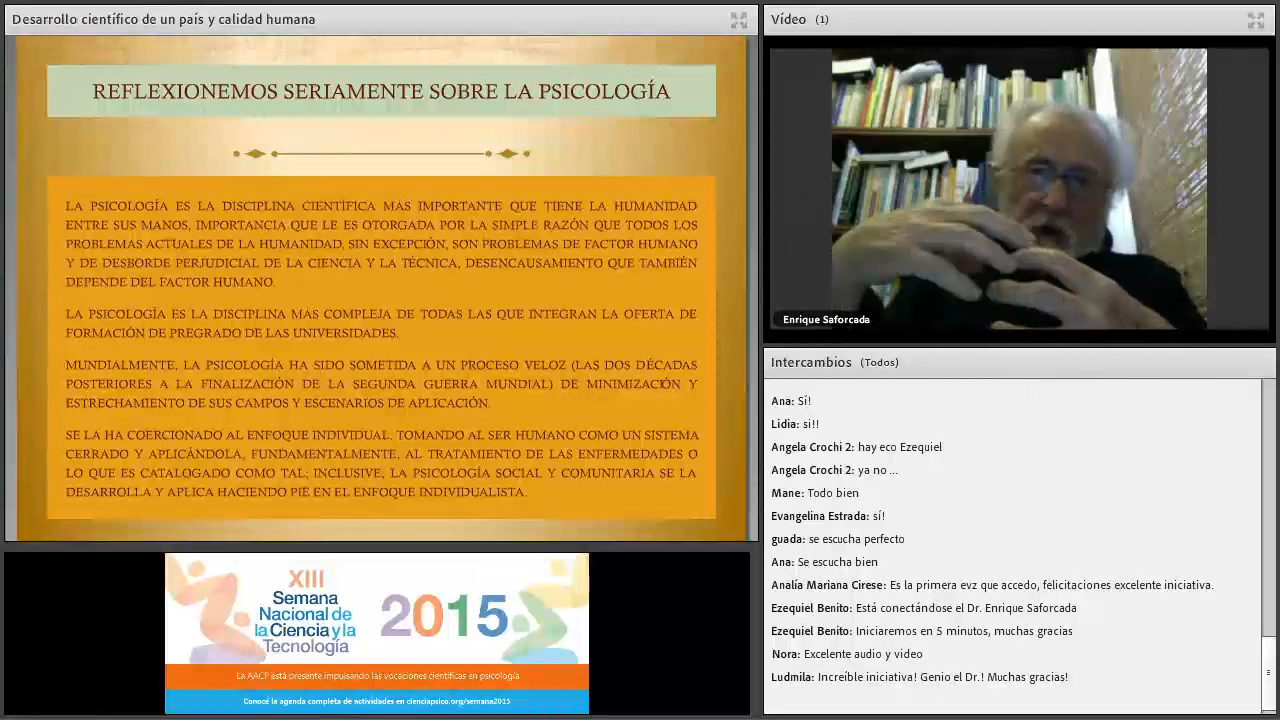 Desarrollo científico de un país y calidad humana
REFLEXIONEMOS SERIAMENTE SOBRE LA PSICOLOGÍA
LA PSICOLOGÍA ES LA DISCIPLINA CIENTÍFICA MAS IMPORTANTE QUE TIENE LA HUMANIDAD
ENTRE SUS MANOS, IMPORTANCIA QUE LE ES OTORGADA POR LA SIMPLE RAZÓN QUE TODOS LOS
PROBLEMAS ACTUALES DE LA HUMANIDAD, SIN EXCEPCIÓN, SON PROBLEMAS DE FACTOR HUMANO
Y DE DESBORDE PERJUDICIAL DE LA CIENCIA Y LA TÉCNICA, DESENCAUSAMIENTO QUE TAMBIÉN
DEPENDE DEL FACTOR HUMANO.
LA PSICOLOGÍA ES LA DISCIPLINA MAS COMPLEJA DE TODAS LAS QUE INTEGRAN LA OFERTA DE
FORMACIÓN DE PREGRADO DE LAS UNIVERSIDADES.
MUNDIALMENTE, LA PSICOLOGÍA HA SIDO SOMETIDA A UN PROCESO VELOZ (LAS DOS DÉCADAS
POSTERIORES A LA FINALIZACIÓN DE LA SEGUNDA GUERRA MUNDIAL) DE MINIMIZACIÓN Y
ESTRECHAMIENTO DE SUS CAMPOS Y ESCENARIOS DE APLICACIÓN.
SE LA HA COERCIONADO AL ENFOQUE INDIVIDUAL, TOMANDO AL SER HUMANO COMO UN SISTEMA
CERRADO Y APLICÁNDOLA, FUNDAMENTALMENTE, AL TRATAMIENTO DE LAS ENFERMEDADES O
LO QUE ES CATALOGADO COMO TAL; INCLUSIVE, LA PSICOLOGÍA SOCIAL Y COMUNITARIA SE LA
DESARROLLA Y APLICA HACIENDO PIE EN EL ENFOQUE INDIVIDUALISTA.
XIII
Semana
Nacional de
la Ciencia y la
Tecnología
2015
La AACP está presente impulsando las vocaciones científicas en psicología
Conocé la agenda completa de actividades en cienciapsico.org/semana2015
Vídeo (1)
Enrique Saforcada
Intercambios (Todos)
Ana: Sí!
Lidia: si!!
Angela Crochi 2: hay eco Ezequiel
Angela Crochi 2: ya no ...
Mane: Todo bien
Evangelina Estrada: sí!
guada: se escucha perfecto
Ana: Se escucha bien
Analía Mariana Cirese: Es la primera evz que accedo, felicitaciones excelente iniciativa.
Ezequiel Benito: Está conectándose el Dr. Enrique Saforcada
Ezequiel Benito: Iniciaremos en 5 minutos, muchas gracias
Nora: Excelente audio y video
Ludmila: Increíble iniciativa! Genio el Dr.! Muchas gracias!